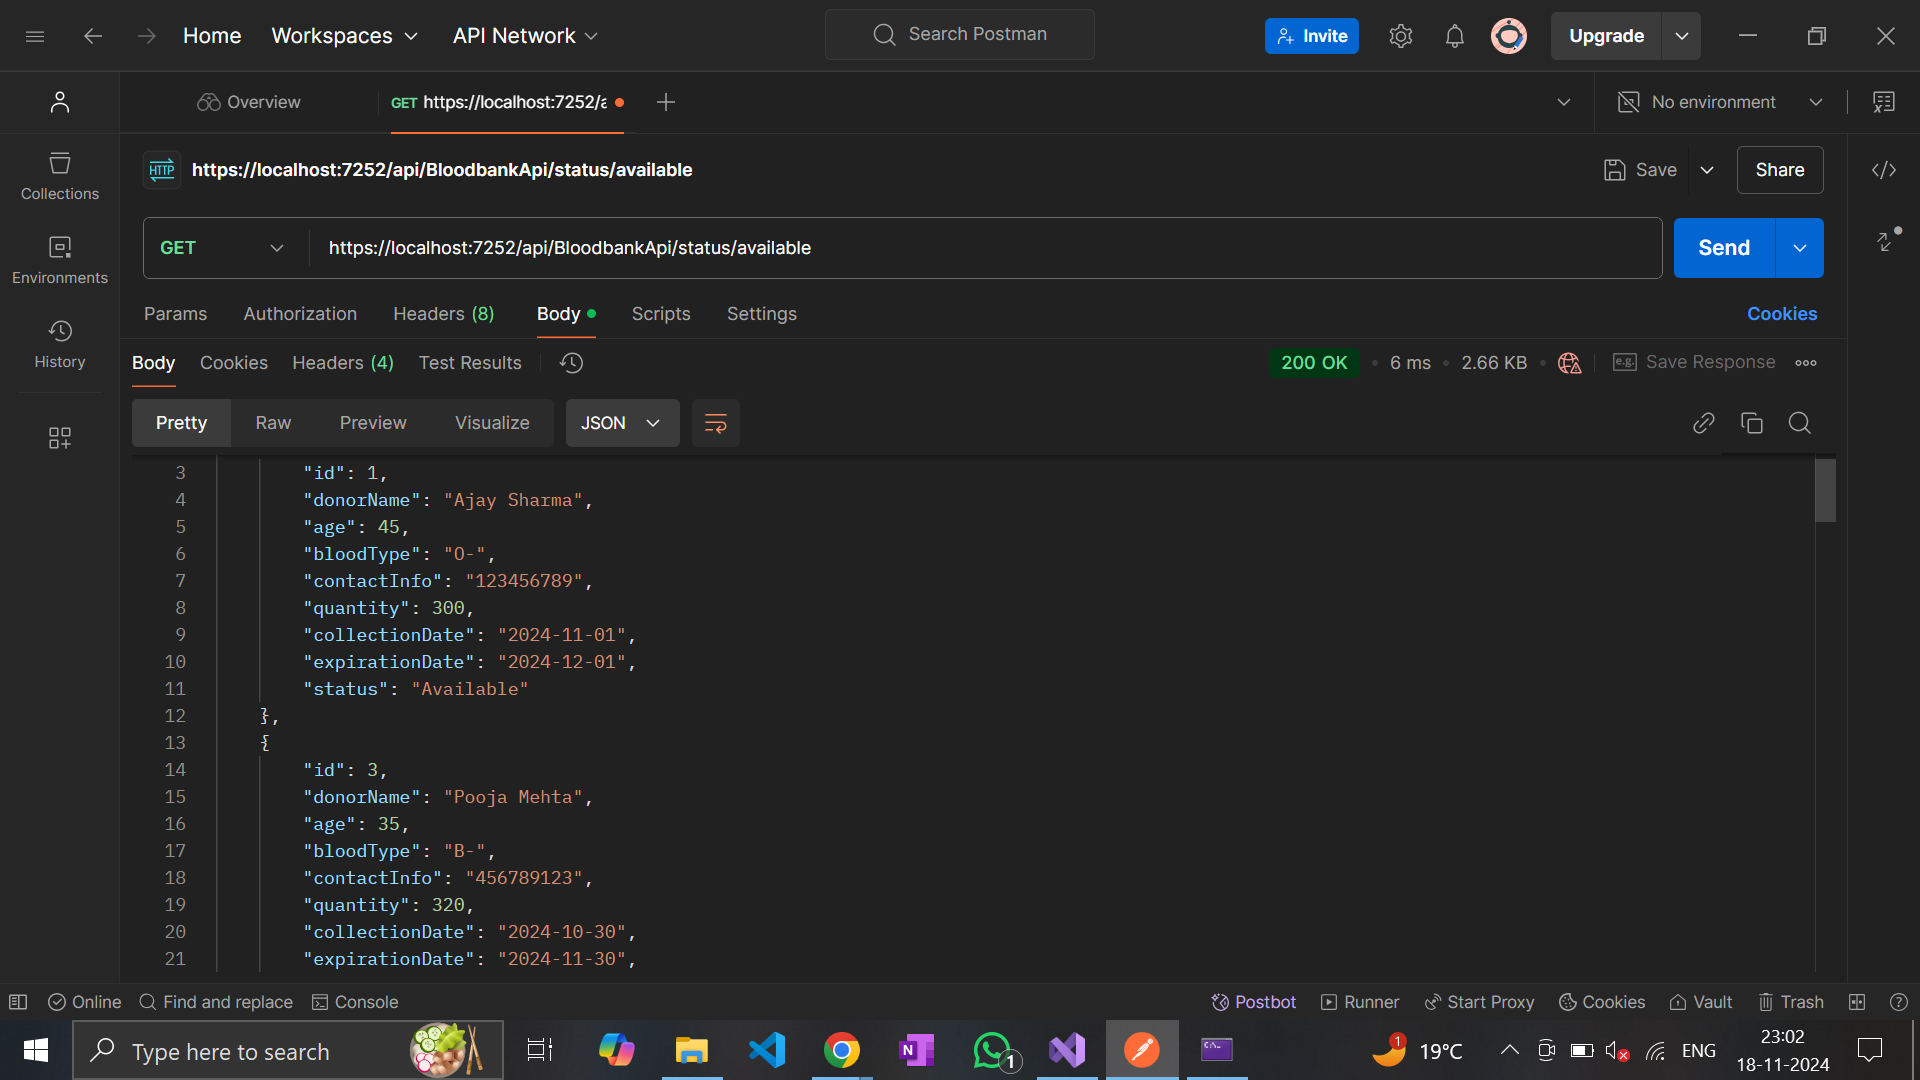 Home Workspaces API Network Search Postman Invite Upgrade
Overview GET https://localhost:7252/a No environment
HTTP https://localhost:7252/api/BloodbankApi/status/available Save Share
Collections
GET https://localhost:7252/api/BloodbankApi/status/available Send
Environments
Params Authorization Headers (8) Body Scripts Settings Cookies
History
Body Cookies Headers (4) Test Results 200 OK • 6 ms • 2.66 KB • e.g. Save Response
Pretty Raw Preview Visualize JSON
3 "id": 1,
4 "donorName": "Ajay Sharma",
5 "age": 45,
6 "bloodType": "O-",
7 "contactInfo": "123456789",
8 "quantity": 300,
9 "collectionDate": "2024-11-01",
10 "expirationDate": "2024-12-01",
11 "status": "Available"
12 },
13 {
14 "id": 3,
15 "donorName": "Pooja Mehta",
16 "age": 35,
17 "bloodType": "B-",
18 "contactInfo": "456789123",
19 "quantity": 320,
20 "collectionDate": "2024-10-30",
21 "expirationDate": "2024-11-30",
Online Find and replace Console Postbot Runner Start Proxy Cookies Vault Trash
Type here to search N 1 C:\_ 1 19°C ENG 23:02
18-11-2024